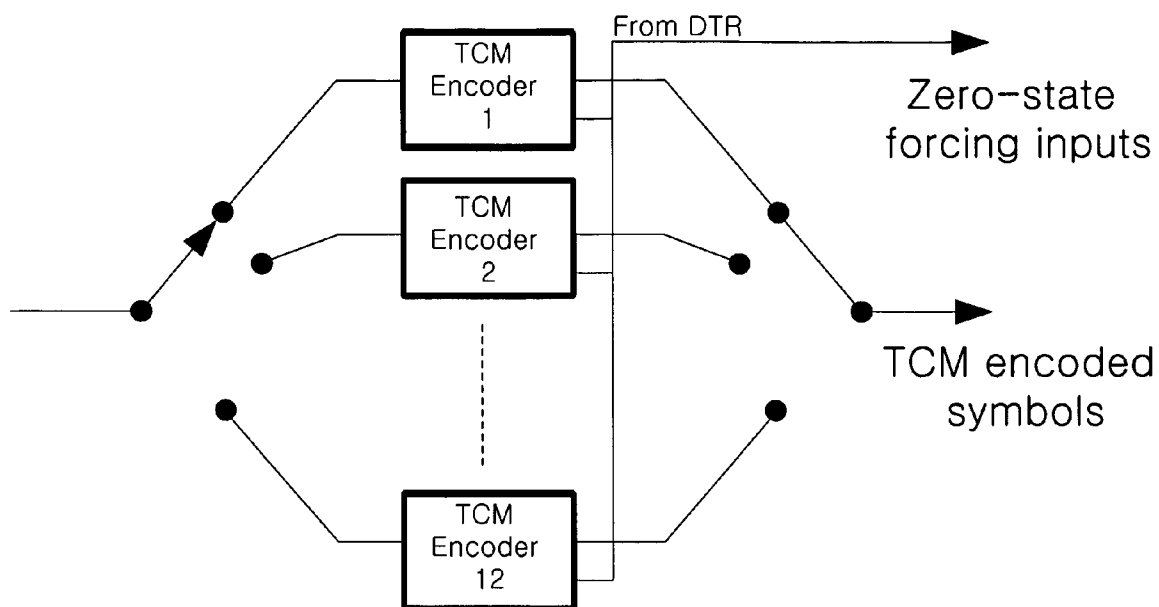 From DTR
TCM
Encoder
1
Zero-state
forcing inputs
TCM
Encoder
2
TCM encoded
symbols
TCM
Encoder
12